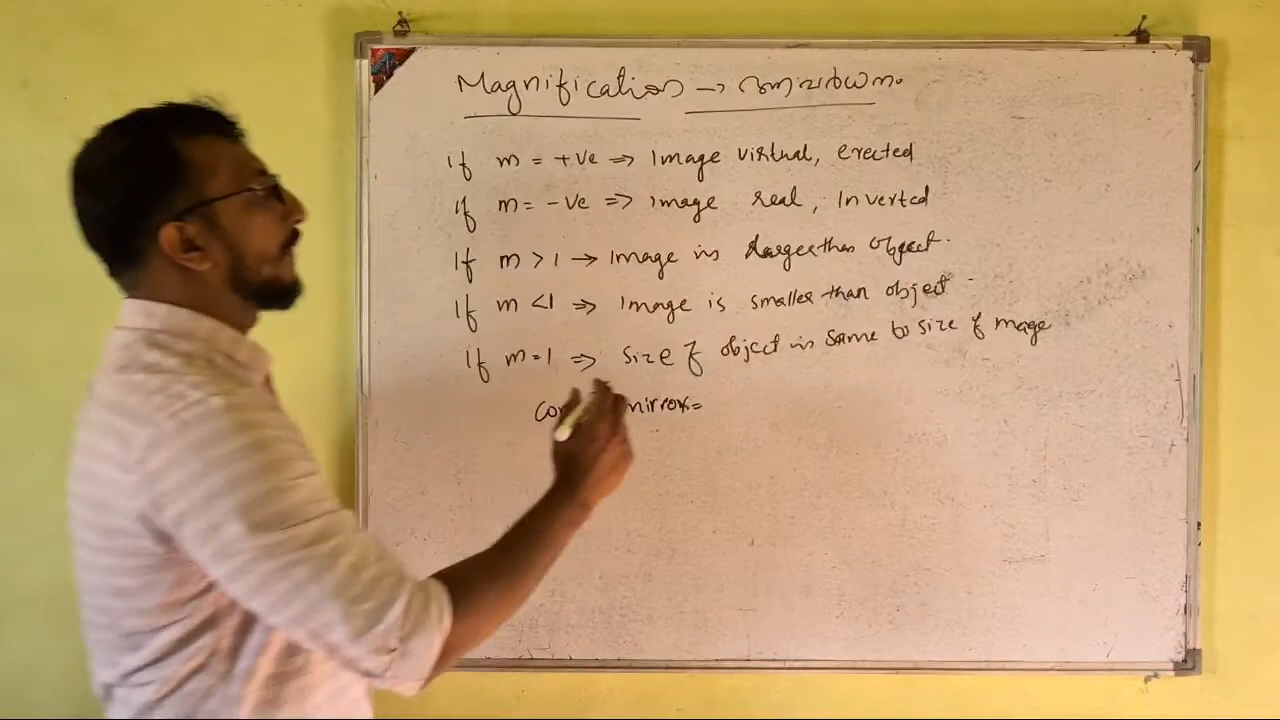 Magnification → ആവർധനം
if m = +ve ⇒ Image virtual, erected
if m = -ve ⇒ image real, Inverted
If m > 1 → Image is larger than object.
If m < 1 ⇒ Image is smaller than object
if m = 1 ⇒ size of object is same to size of mage
mirror =